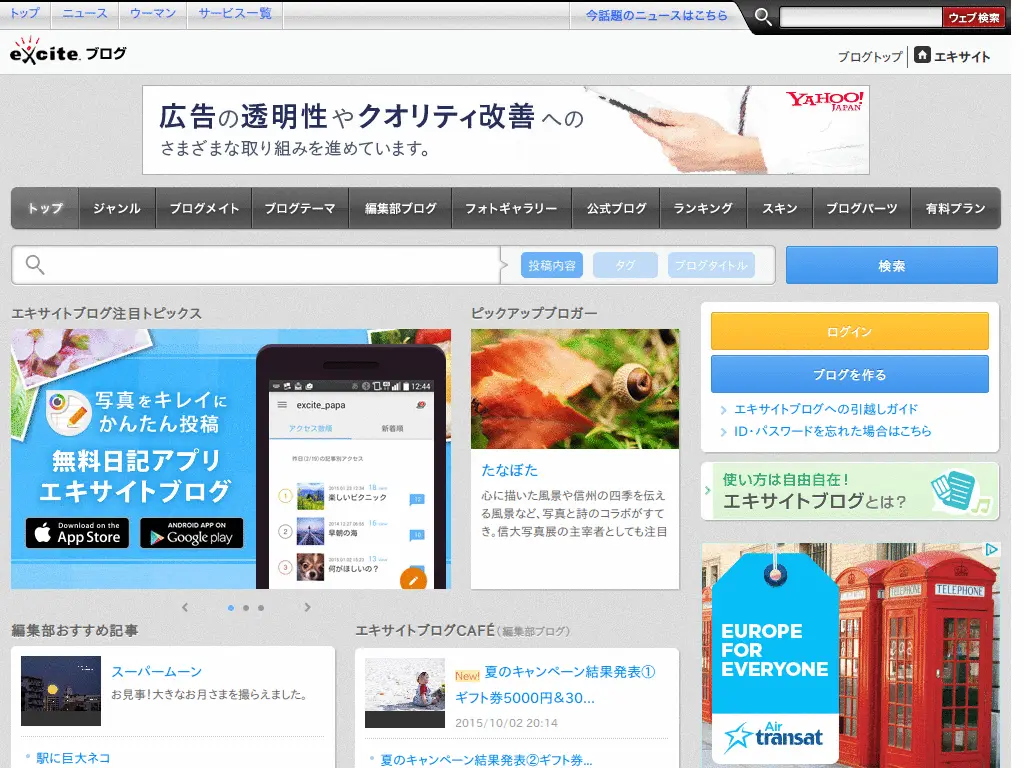 トップ
ニュース
ウーマン
サービス一覧
今話題のニュースはこちら
ウェブ検索
excite. ブログ
ブログトップ
エキサイト
広告の透明性やクオリティ改善への
さまざまな取り組みを進めています。
YAHOO!
JAPAN
トップ
ジャンル
ブログメイト
ブログテーマ
編集部ブログ
フォトギャラリー
公式ブログ
ランキング
スキン
ブログパーツ
有料プラン
投稿内容
タグ
ブログタイトル
検索
エキサイトブログ注目トピックス
写真をキレイに
かんたん投稿
無料日記アプリ
エキサイトブログ
Download on the
App Store
ANDROID APP ON
Google play
12:44
excite_papa
アクセス数順
新着順
昨日(2/19)の記事別アクセス
1
楽しいピクニック
2
早朝の海
3
何がほしいの？
ピックアップブロガー
たなぼた
心に描いた風景や信州の四季を伝え
る風景など、写真と詩のコラボがすて
き。信大写真展の主宰者としても注目
ログイン
ブログを作る
エキサイトブログへの引越しガイド
ID・パスワードを忘れた場合はこちら
使い方は自由自在！
エキサイトブログとは？
TELEPHONE
TELEPHONE
EUROPE
FOR
EVERYONE
Air
transat
編集部おすすめ記事
スーパームーン
お見事！大きなお月さまを撮らえました。
駅に巨大ネコ
エキサイトブログCAFÉ（編集部ブログ）
New! 夏のキャンペーン結果発表①
ギフト券5000円＆30...
2015/10/02 20:14
夏のキャンペーン結果発表②ギフト券...